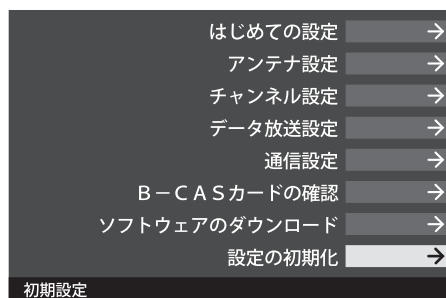 はじめての設定
アンテナ設定
チャンネル設定
データ放送設定
通信設定
B－CASカードの確認
ソフトウェアのダウンロード
設定の初期化
初期設定